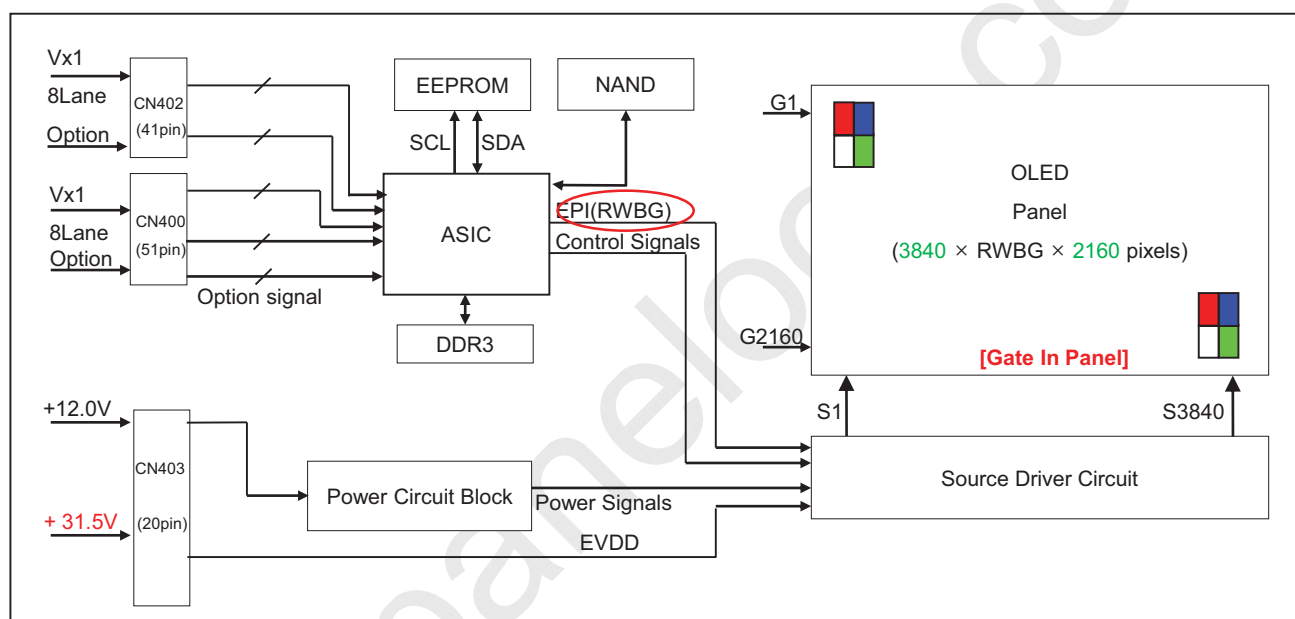 Vx1
8Lane
Option
CN402
(41pin)
Vx1
8Lane
Option
CN400
(51pin)
Option signal
EEPROM
NAND
SCL
SDA
ASIC
EPI(RWBG)
Control Signals
DDR3
G1
G2160
OLED
Panel
(3840 × RWBG × 2160 pixels)
[Gate In Panel]
S1
S3840
+12.0V
+ 31.5V
CN403
(20pin)
Power Circuit Block
Power Signals
EVDD
Source Driver Circuit